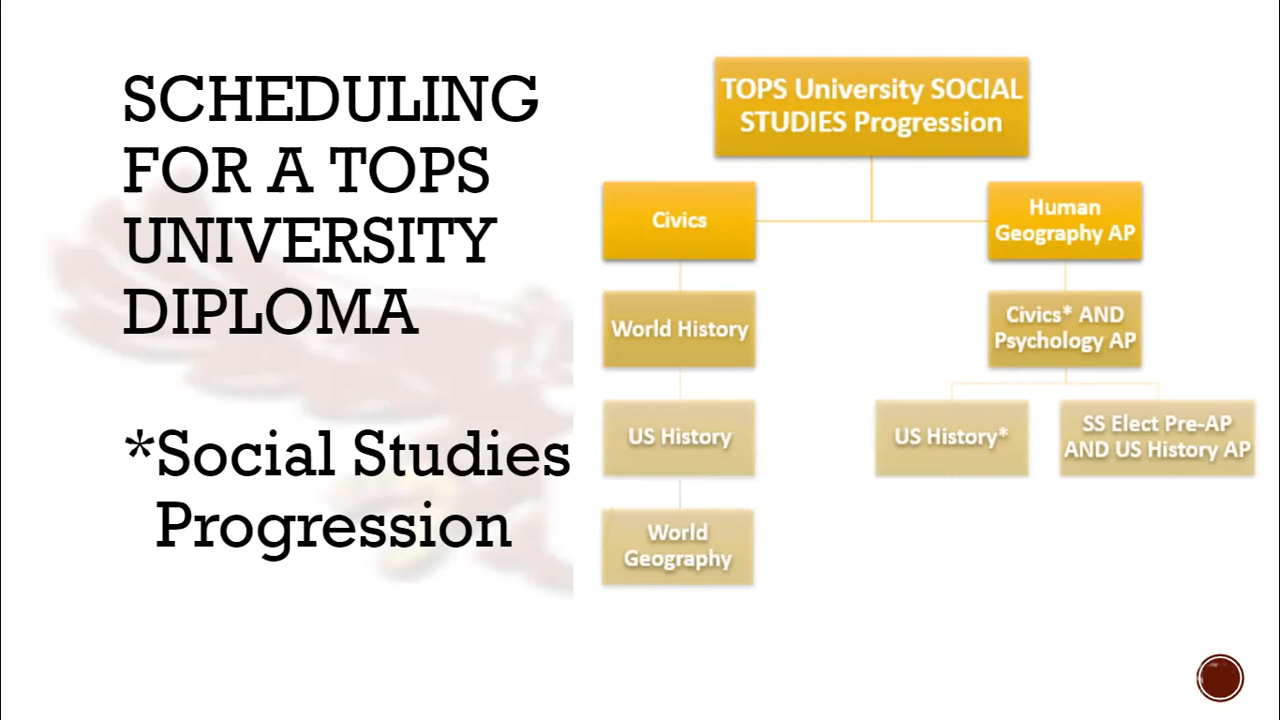 SCHEDULING
FOR A TOPS
UNIVERSITY
DIPLOMA
*Social Studies
Progression
TOPS University SOCIAL
STUDIES Progression
Civics
Human
Geography AP
World History
Civics* AND
Psychology AP
US History
US History*
SS Elect Pre-AP
AND US History AP
World
Geography